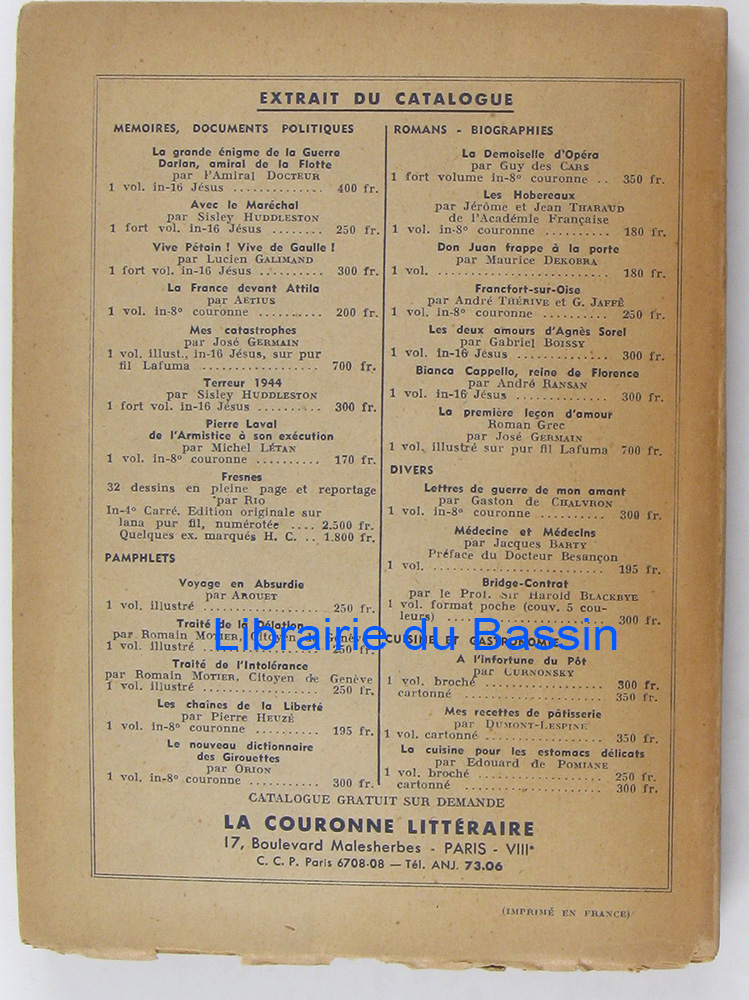 EXTRAIT DU CATALOGUE
MEMOIRES, DOCUMENTS POLITIQUES
La grande énigme de la Guerre
Darlan, amiral de la Flotte
par l'Amiral DOCTEUR
1 vol. in-16 Jésus .............. 400 fr.
Avec le Maréchal
par Sisley HUDDLESTON
1 fort vol. in-16 Jésus ........ 250 fr.
Vive Pétain ! Vive de Gaulle !
par Lucien GALIMAND
1 fort vol. in-16 Jésus .......... 300 fr.
La France devant Attila
par AETIUS
1 vol. in-8º couronne .......... 200 fr.
Mes catastrophes
par José GERMAIN
1 vol. illust., in-16 Jésus, sur pur
fil Lafuma .................. 700 fr.
Terreur 1944
par Sisley HUDDLESTON
1 fort vol. in-16 Jésus .......... 300 fr.
Pierre Laval
de l'Armistice à son exécution
par Michel LÉTAN
1 vol. in-8º couronne .......... 170 fr.
Fresnes
32 dessins en pleine page et reportage
par RIO
In-4º Carré. Edition originale sur
lana pur fil, numérotée .... 2.500 fr.
Quelques ex. marqués H. C. .. 1.800 fr.
PAMPHLETS
Voyage en Absurdie
par AROUET
1 vol. illustré .................... 250 fr.
Traité de la Délation
par Romain MOTIER, Citoyen de Genève
1 vol. illustré .................... 250 fr.
Traité de l'Intolérance
par Romain MOTIER, Citoyen de Genève
1 vol. illustré .................... 250 fr.
Les chaînes de la Liberté
par Pierre HEUZÉ
1 vol. in-8º couronne .......... 195 fr.
Le nouveau dictionnaire
des Girouettes
par ORION
1 vol. in-8º couronne .......... 300 fr.
ROMANS - BIOGRAPHIES
La Demoiselle d'Opéra
par Guy des CARS
1 fort volume in-8º couronne .. 350 fr.
Les Hobereaux
par Jérôme et Jean THARAUD
de l'Académie Française
1 vol. in-8º couronne .......... 180 fr.
Don Juan frappe à la porte
par Maurice DEKOBRA
1 vol. .......................... 180 fr.
Francfort-sur-Oise
par André THÉRIVE et G. JAFFÉ
1 vol. in-8º couronne .......... 250 fr.
Les deux amours d'Agnès Sorel
par Gabriel BOISSY
1 vol. in-16 Jésus .............. 300 fr.
Bianca Cappello, reine de Florence
par André RANSAN
1 vol. in-16 Jésus .............. 300 fr.
La première leçon d'amour
Roman Grec
par José GERMAIN
1 vol. illustré sur pur fil Lafuma 700 fr.
DIVERS
Lettres de guerre de mon amant
par Gaston de CHALVRON
1 vol. in-8º couronne .......... 300 fr.
Médecine et Médecins
par Jacques BARTY
Préface du Docteur Besançon
1 vol. .......................... 195 fr.
Bridge-Contrat
par le Prof. Sir Harold BLACKBYE
1 vol. format poche (couv. 5 cou-
leurs) .......................... 300 fr.
CUISINE ET GASTRONOMIE
A l'infortune du Pôt
par CURNONSKY
1 vol. broché .................. 300 fr.
cartonné .................. 350 fr.
Mes recettes de pâtisserie
par DUMONT-LESPINE
1 vol. cartonné .................. 350 fr.
La cuisine pour les estomacs délicats
par Edouard de POMIANE
1 vol. broché .................. 250 fr.
cartonné .................. 300 fr.
Librairie du Bassin
CATALOGUE GRATUIT SUR DEMANDE
LA COURONNE LITTÉRAIRE
17, Boulevard Malesherbes - PARIS - VIIIe
C. C. P. Paris 6708-08 — Tél. ANJ. 73.06
(IMPRIMÉ EN FRANCE)